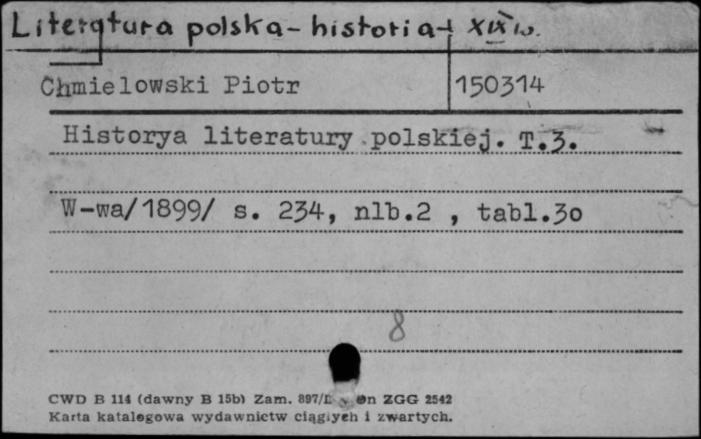 Literatura polska - historia - XIX w.
Chmielowski Piotr 150314
Historya literatury polskiej. T.3.
W-wa/1899/ s. 234, nlb.2 , tabl.30
8
CWD B 114 (dawny B 15b) Zam. 897/ ZGG 2542
Karta katalogowa wydawnictw ciągłych i zwartych.